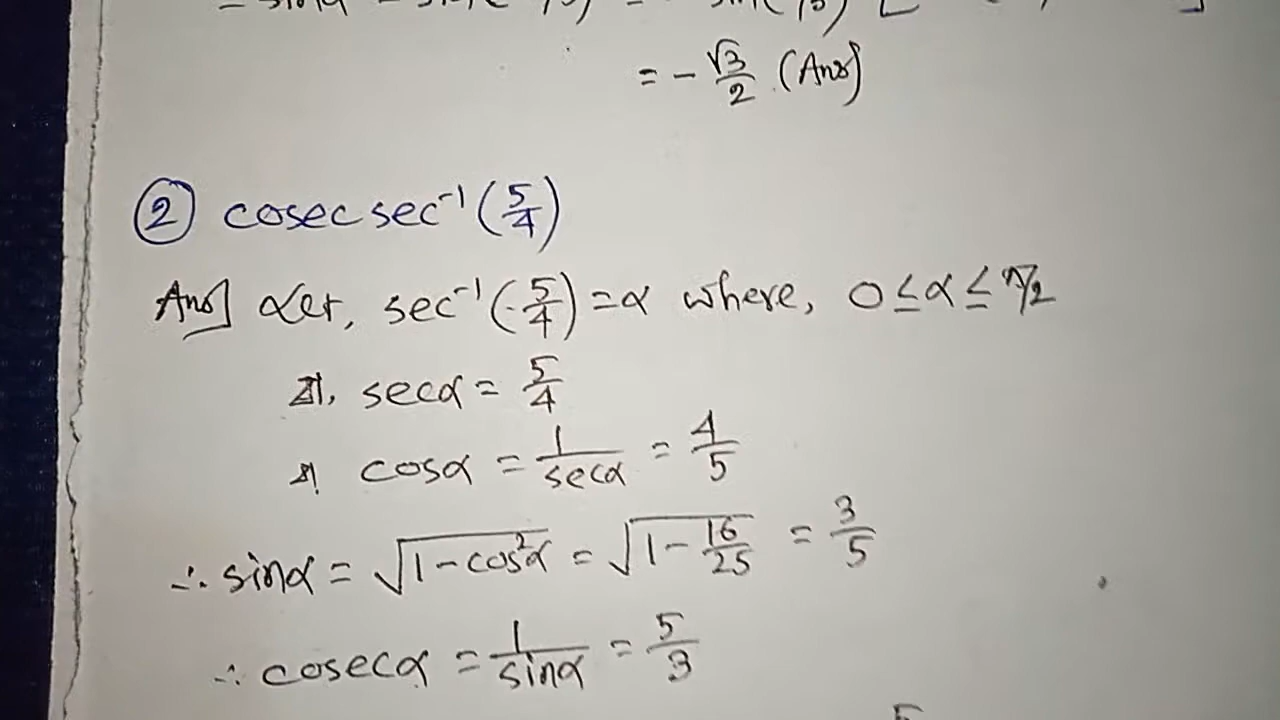 = - √3/2 (Ans)
② cosec sec⁻¹(5/4)
Ans] Let, sec⁻¹(5/4) = α where, 0 ≤ α ≤ π/2
বা, secα = 5/4
বা, cosα = 1/secα = 4/5
∴ sinα = √(1-cos²α) = √(1-16/25) = 3/5
∴ cosecα = 1/sinα = 5/3